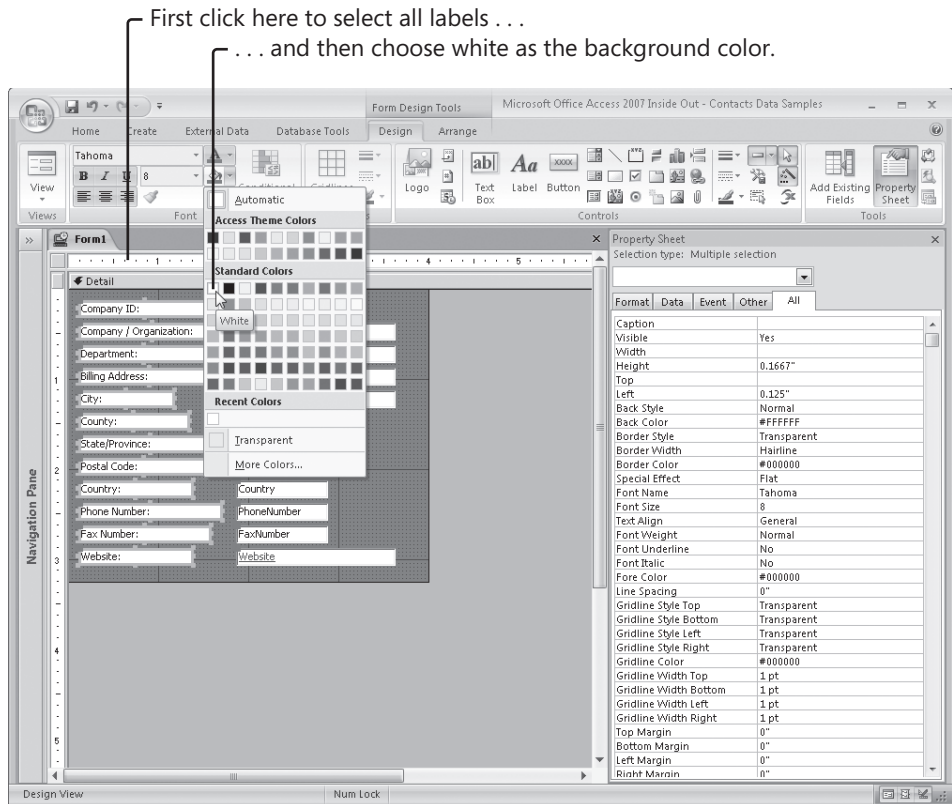 First click here to select all labels . . .
. . . and then choose white as the background color.
Form Design Tools
Microsoft Office Access 2007 Inside Out - Contacts Data Samples
Home Create External Data Database Tools Design Arrange
Tahoma
B I U 8
View
Logo
ab| Text Box
Aa Label
xxxx Button
Add Existing Fields
Property Sheet
Views
Font
Controls
Tools
Automatic
Access Theme Colors
Standard Colors
White
Recent Colors
Transparent
More Colors...
Form1
1 4 5
Detail
Company ID:
Company / Organization:
Department:
Billing Address:
City:
County:
State/Province:
Postal Code:
Country: Country
Phone Number: PhoneNumber
Fax Number: FaxNumber
Website: Website
1
2
3
4
5
Navigation Pane
Property Sheet
Selection type: Multiple selection
Format Data Event Other All
Caption
Visible Yes
Width
Height 0.1667"
Top
Left 0.125"
Back Style Normal
Back Color #FFFFFF
Border Style Transparent
Border Width Hairline
Border Color #000000
Special Effect Flat
Font Name Tahoma
Font Size 8
Text Align General
Font Weight Normal
Font Underline No
Font Italic No
Fore Color #000000
Line Spacing 0"
Gridline Style Top Transparent
Gridline Style Bottom Transparent
Gridline Style Left Transparent
Gridline Style Right Transparent
Gridline Color #000000
Gridline Width Top 1 pt
Gridline Width Bottom 1 pt
Gridline Width Left 1 pt
Gridline Width Right 1 pt
Top Margin 0"
Bottom Margin 0"
Left Margin 0"
Right Margin 0"
Design View
Num Lock